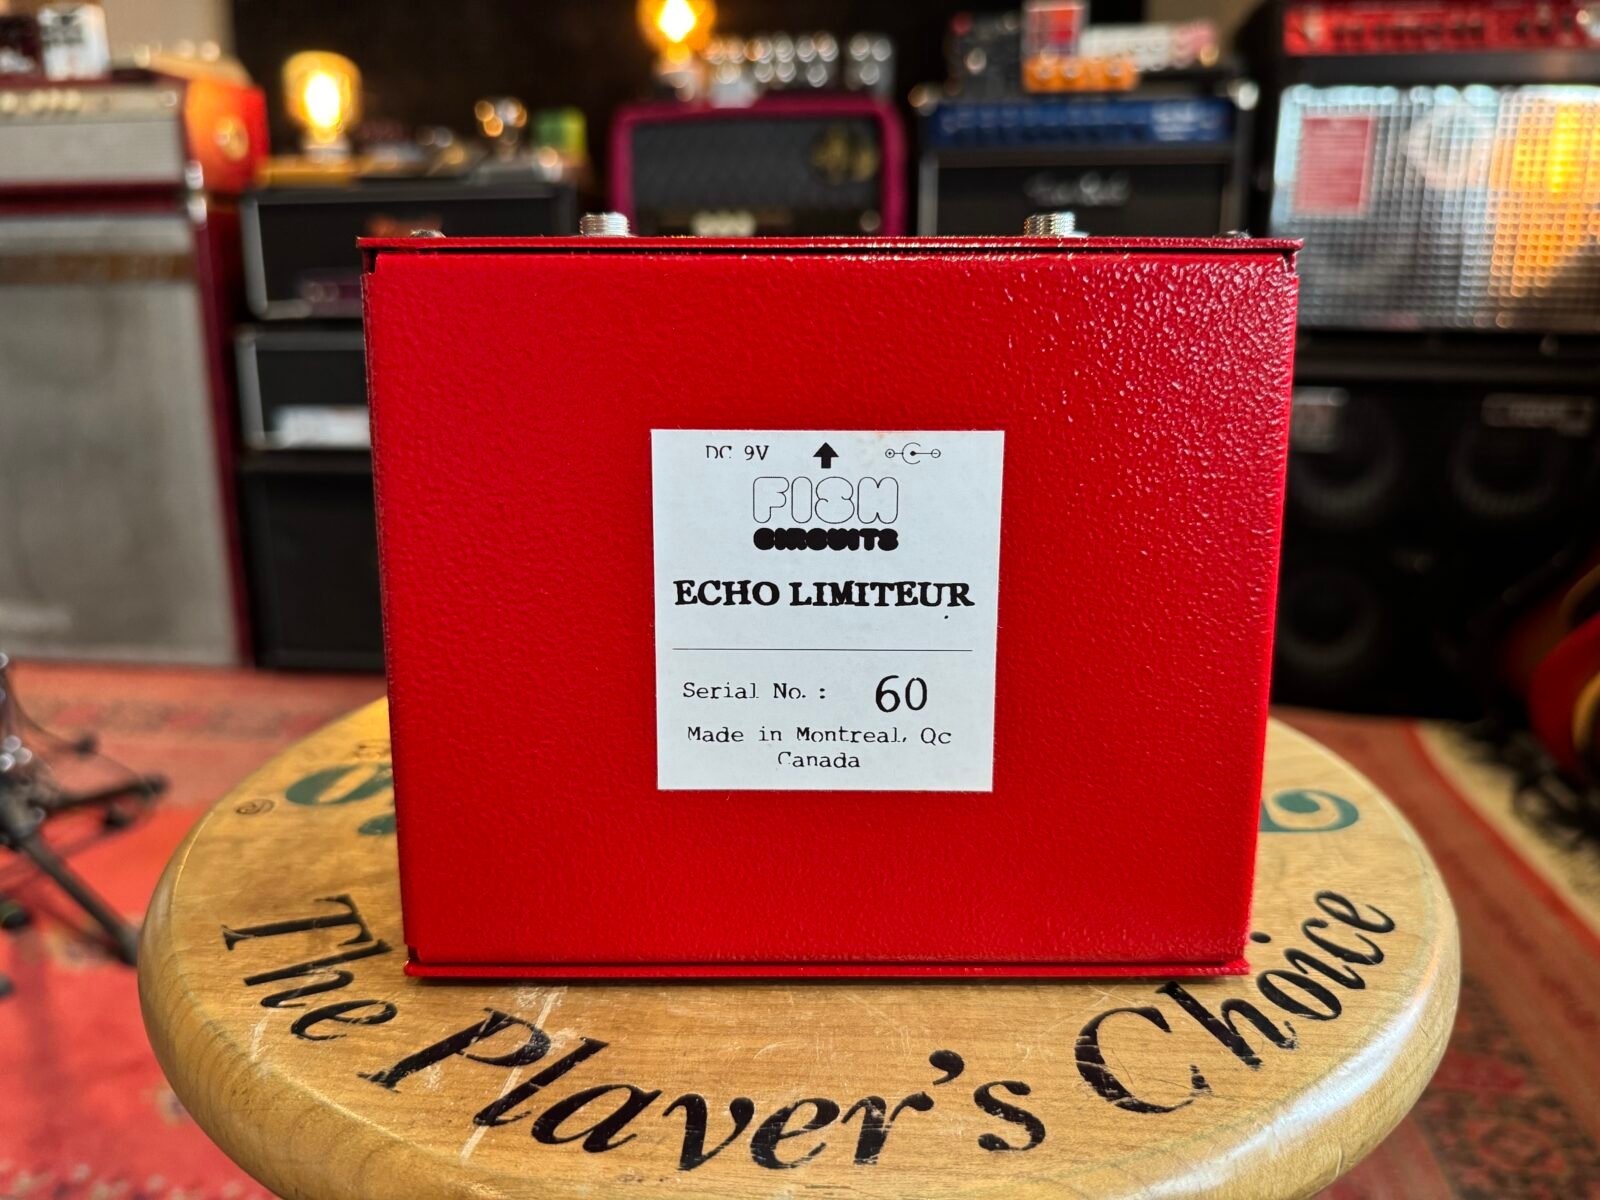 DC 9V
FISH
CIRCUITS
ECHO LIMITEUR
Serial No. : 60
Made in Montreal, Qc
Canada
The Player's Choice